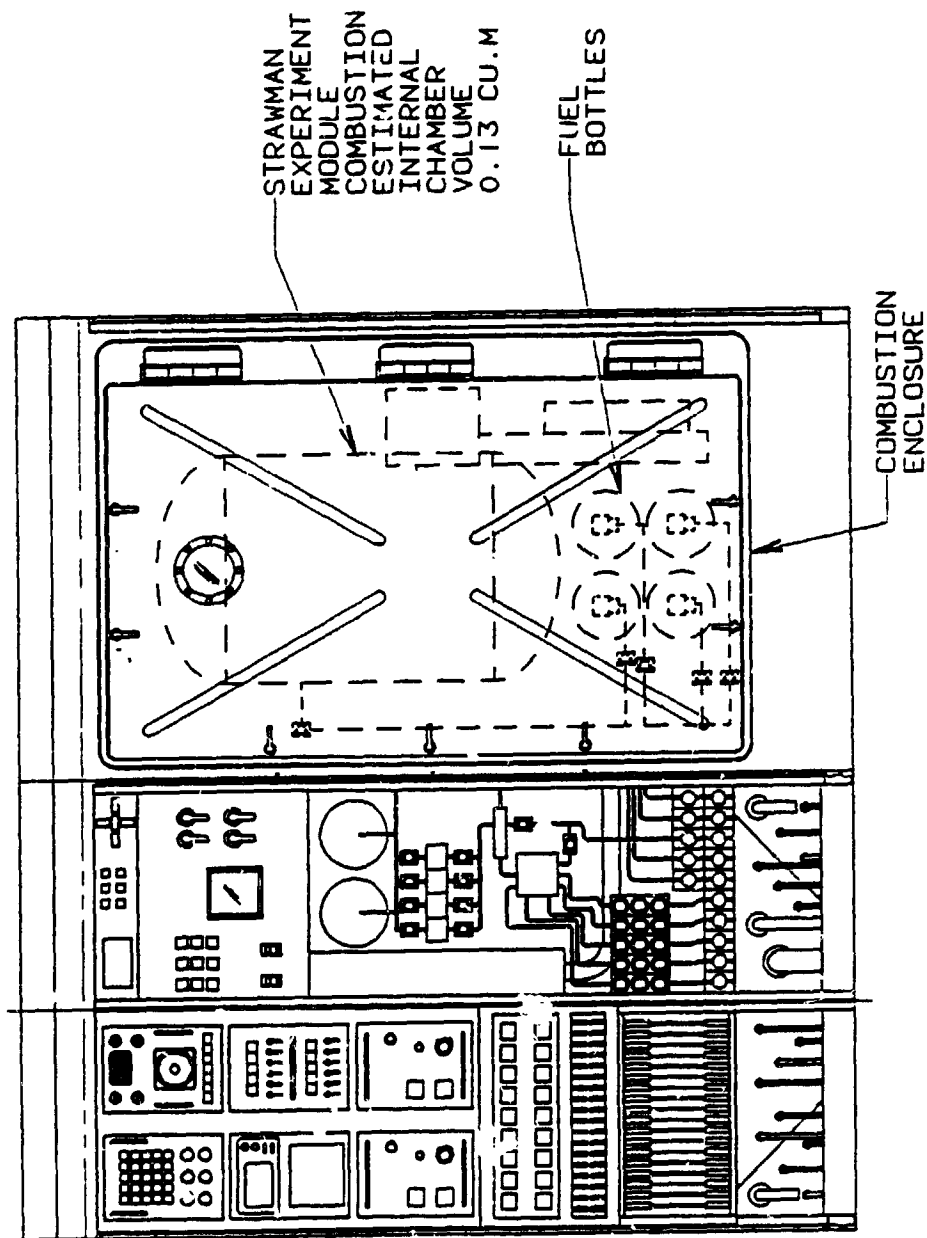 STRAWMAN
EXPERIMENT
MODULE
COMBUSTION
ESTIMATED
INTERNAL
CHAMBER
VOLUME
0.13 CU.M
FUEL
BOTTLES
COMBUSTION
ENCLOSURE